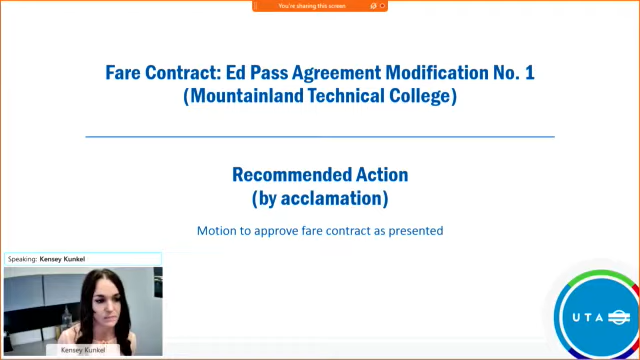 You're sharing this screen
Fare Contract: Ed Pass Agreement Modification No. 1
(Mountainland Technical College)
Recommended Action
(by acclamation)
Motion to approve fare contract as presented
Speaking: Kensey Kunkel
Kensey Kunkel
UTA